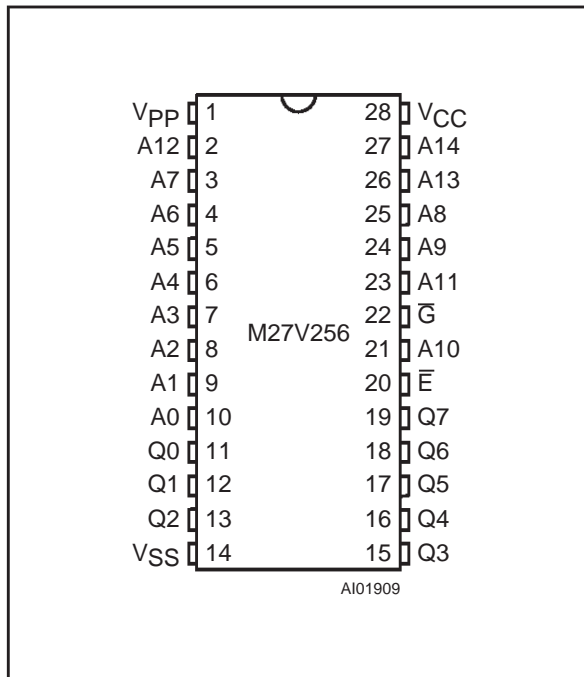 VPP 1 28 VCC
A12 2 27 A14
A7 3 26 A13
A6 4 25 A8
A5 5 24 A9
A4 6 23 A11
A3 7 22 G̅
M27V256
A2 8 21 A10
A1 9 20 E̅
A0 10 19 Q7
Q0 11 18 Q6
Q1 12 17 Q5
Q2 13 16 Q4
VSS 14 15 Q3
AI01909